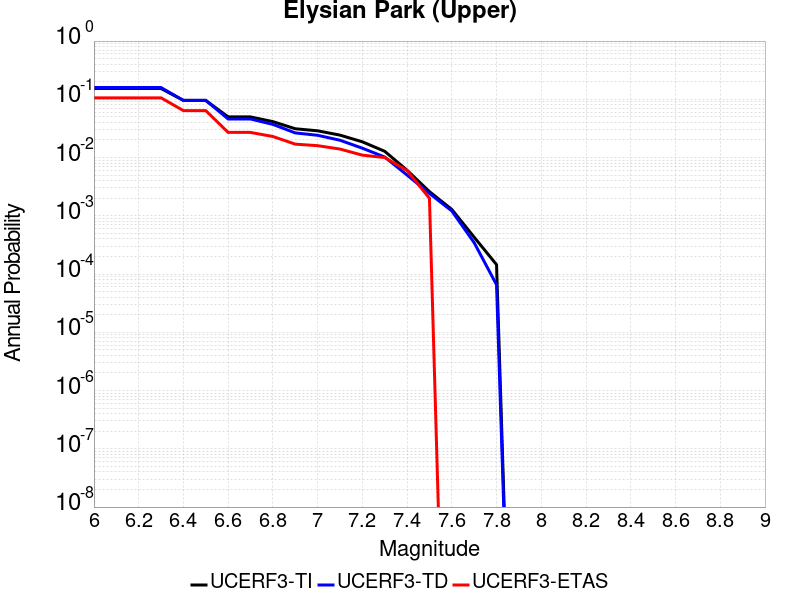 Elysian Park (Upper)
10^0
10^-1
10^-2
10^-3
10^-4
10^-5
10^-6
10^-7
10^-8
Annual Probability
6 6.2 6.4 6.6 6.8 7 7.2 7.4 7.6 7.8 8 8.2 8.4 8.6 8.8 9
Magnitude
UCERF3-TI UCERF3-TD UCERF3-ETAS